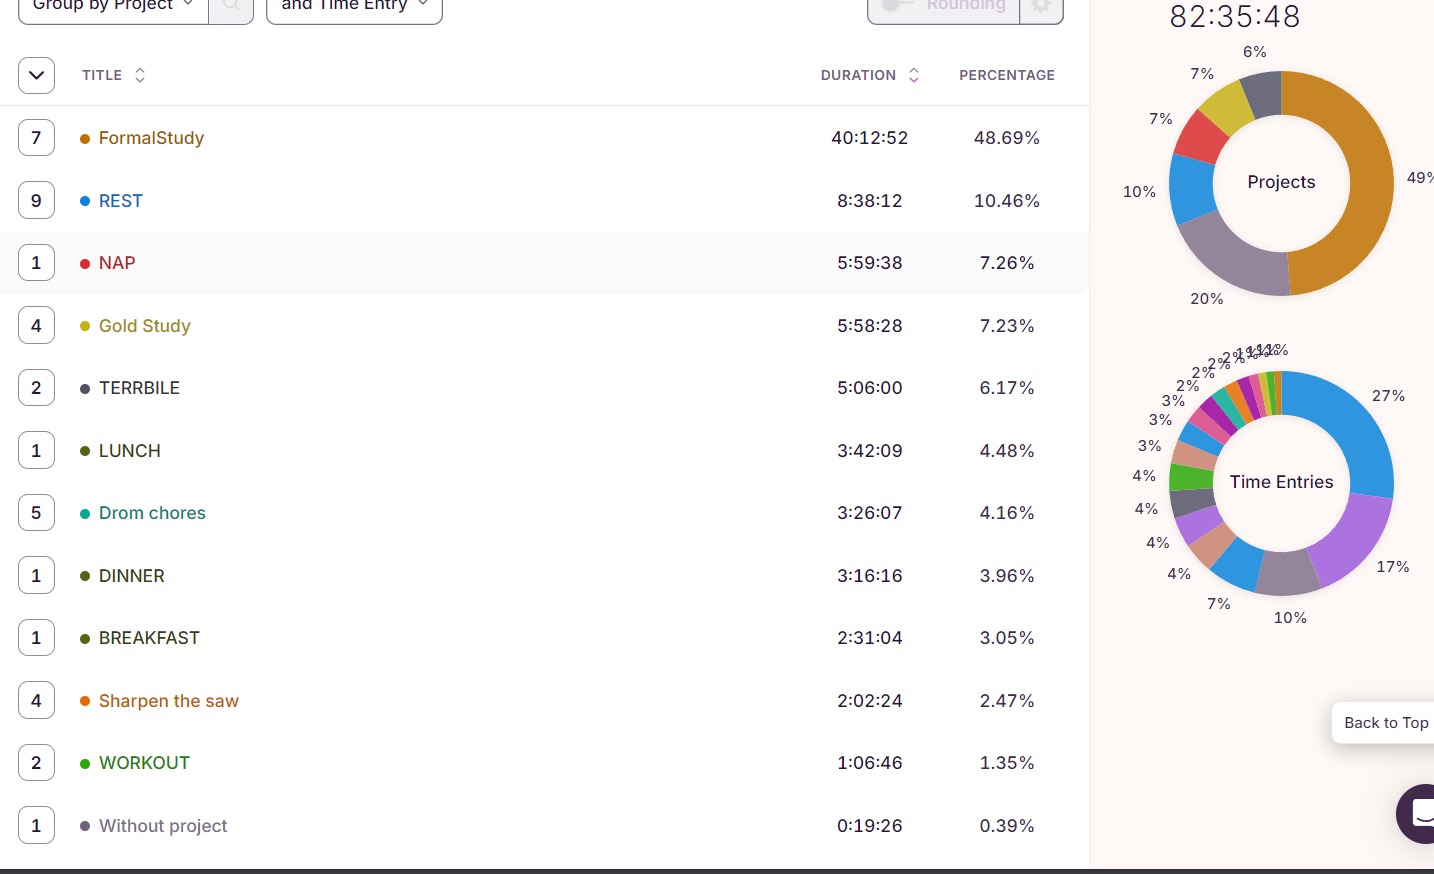 Group by Project and Time Entry Rounding
82:35:48
TITLE DURATION PERCENTAGE
7 FormalStudy 40:12:52 48.69%
9 REST 8:38:12 10.46%
1 NAP 5:59:38 7.26%
4 Gold Study 5:58:28 7.23%
2 TERRBILE 5:06:00 6.17%
1 LUNCH 3:42:09 4.48%
5 Drom chores 3:26:07 4.16%
1 DINNER 3:16:16 3.96%
1 BREAKFAST 2:31:04 3.05%
4 Sharpen the saw 2:02:24 2.47%
2 WORKOUT 1:06:46 1.35%
1 Without project 0:19:26 0.39%
6%
7%
7%
10%
Projects
49%
20%
2%
2%
2%
2%
3%
3%
3%
4%
4%
4%
4%
7%
10%
17%
27%
Time Entries
Back to Top